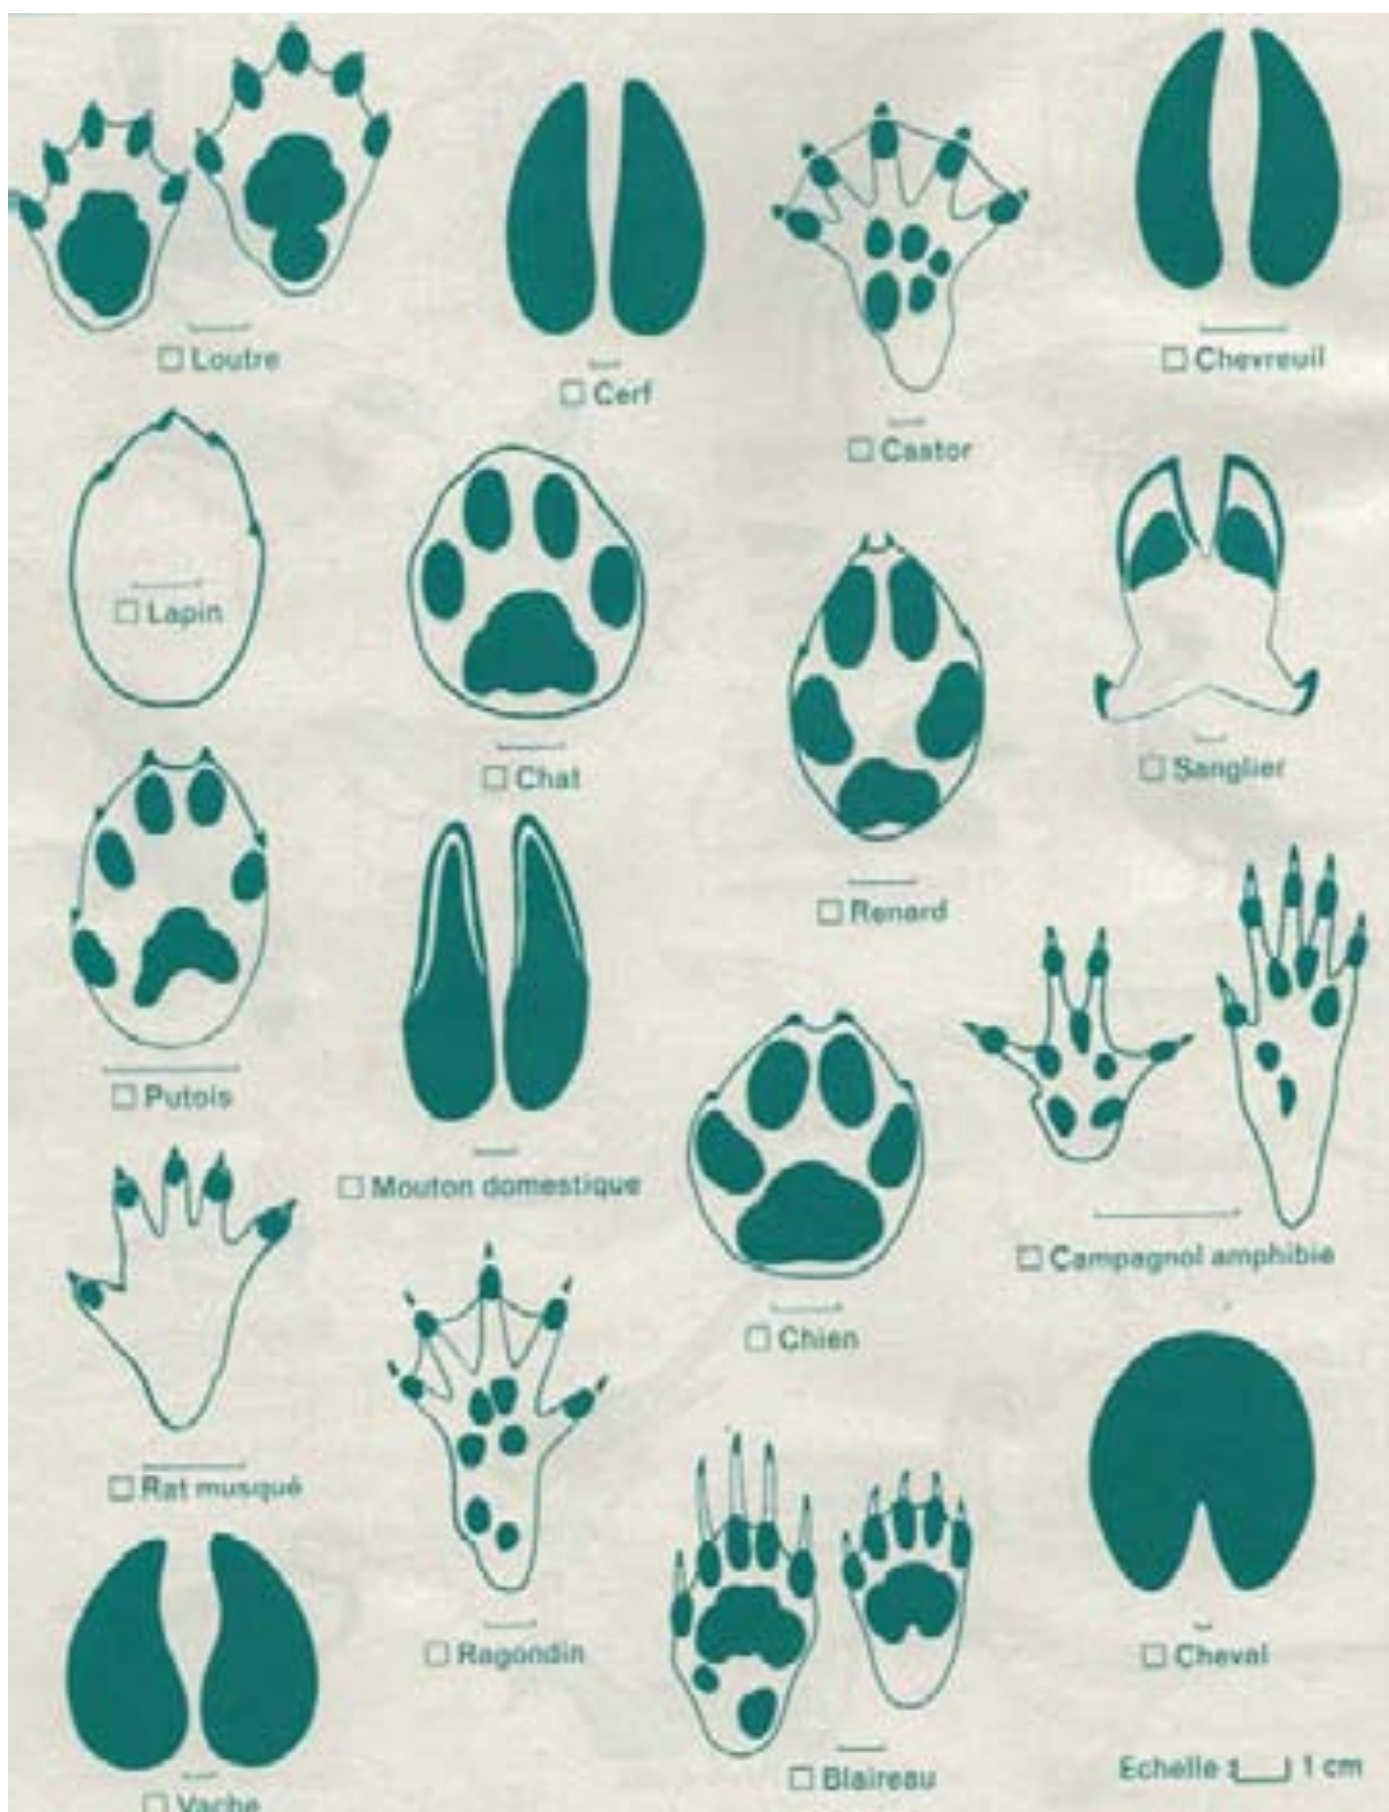 □ Loutre
□ Cerf
□ Castor
□ Chevreuil
□ Lapin
□ Chat
□ Sanglier
□ Renard
□ Putois
□ Mouton domestique
□ Campagnol amphibie
□ Chien
□ Rat musqué
□ Ragondin
□ Cheval
□ Blaireau
□ Vache
Echelle : 1 cm